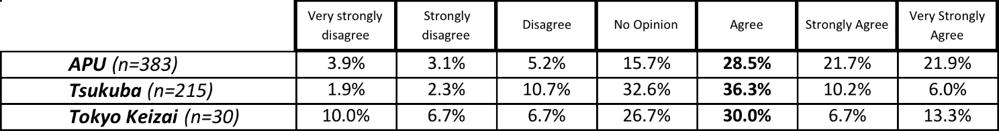 Very strongly disagree Strongly disagree Disagree No Opinion Agree Strongly Agree Very Strongly Agree
APU (n=383) 3.9% 3.1% 5.2% 15.7% 28.5% 21.7% 21.9%
Tsukuba (n=215) 1.9% 2.3% 10.7% 32.6% 36.3% 10.2% 6.0%
Tokyo Keizai (n=30) 10.0% 6.7% 6.7% 26.7% 30.0% 6.7% 13.3%